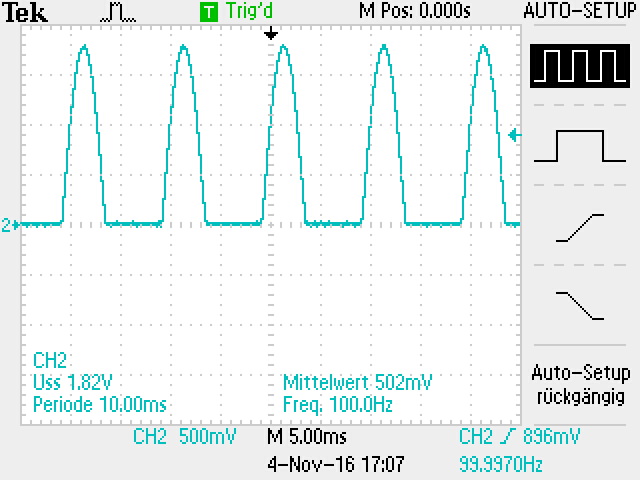 Tek T Trig'd M Pos: 0.000s AUTO-SETUP
2
CH2
Uss 1.82V Mittelwert 502mV
Periode 10.00ms Freq. 100.0Hz
Auto-Setup
rückgängig
CH2 500mV M 5.00ms CH2 896mV
4-Nov-16 17:07 99.9970Hz